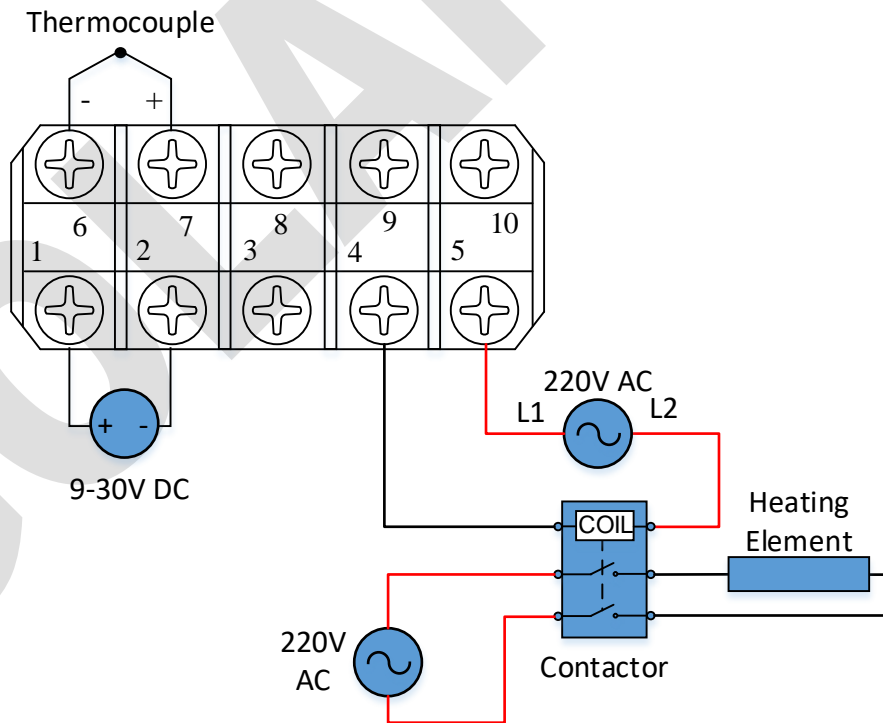 Thermocouple
- +
6 7 8 9 10
1 2 3 4 5
220V AC
L1 L2
+ -
9-30V DC
COIL
Heating
Element
220V
AC
Contactor